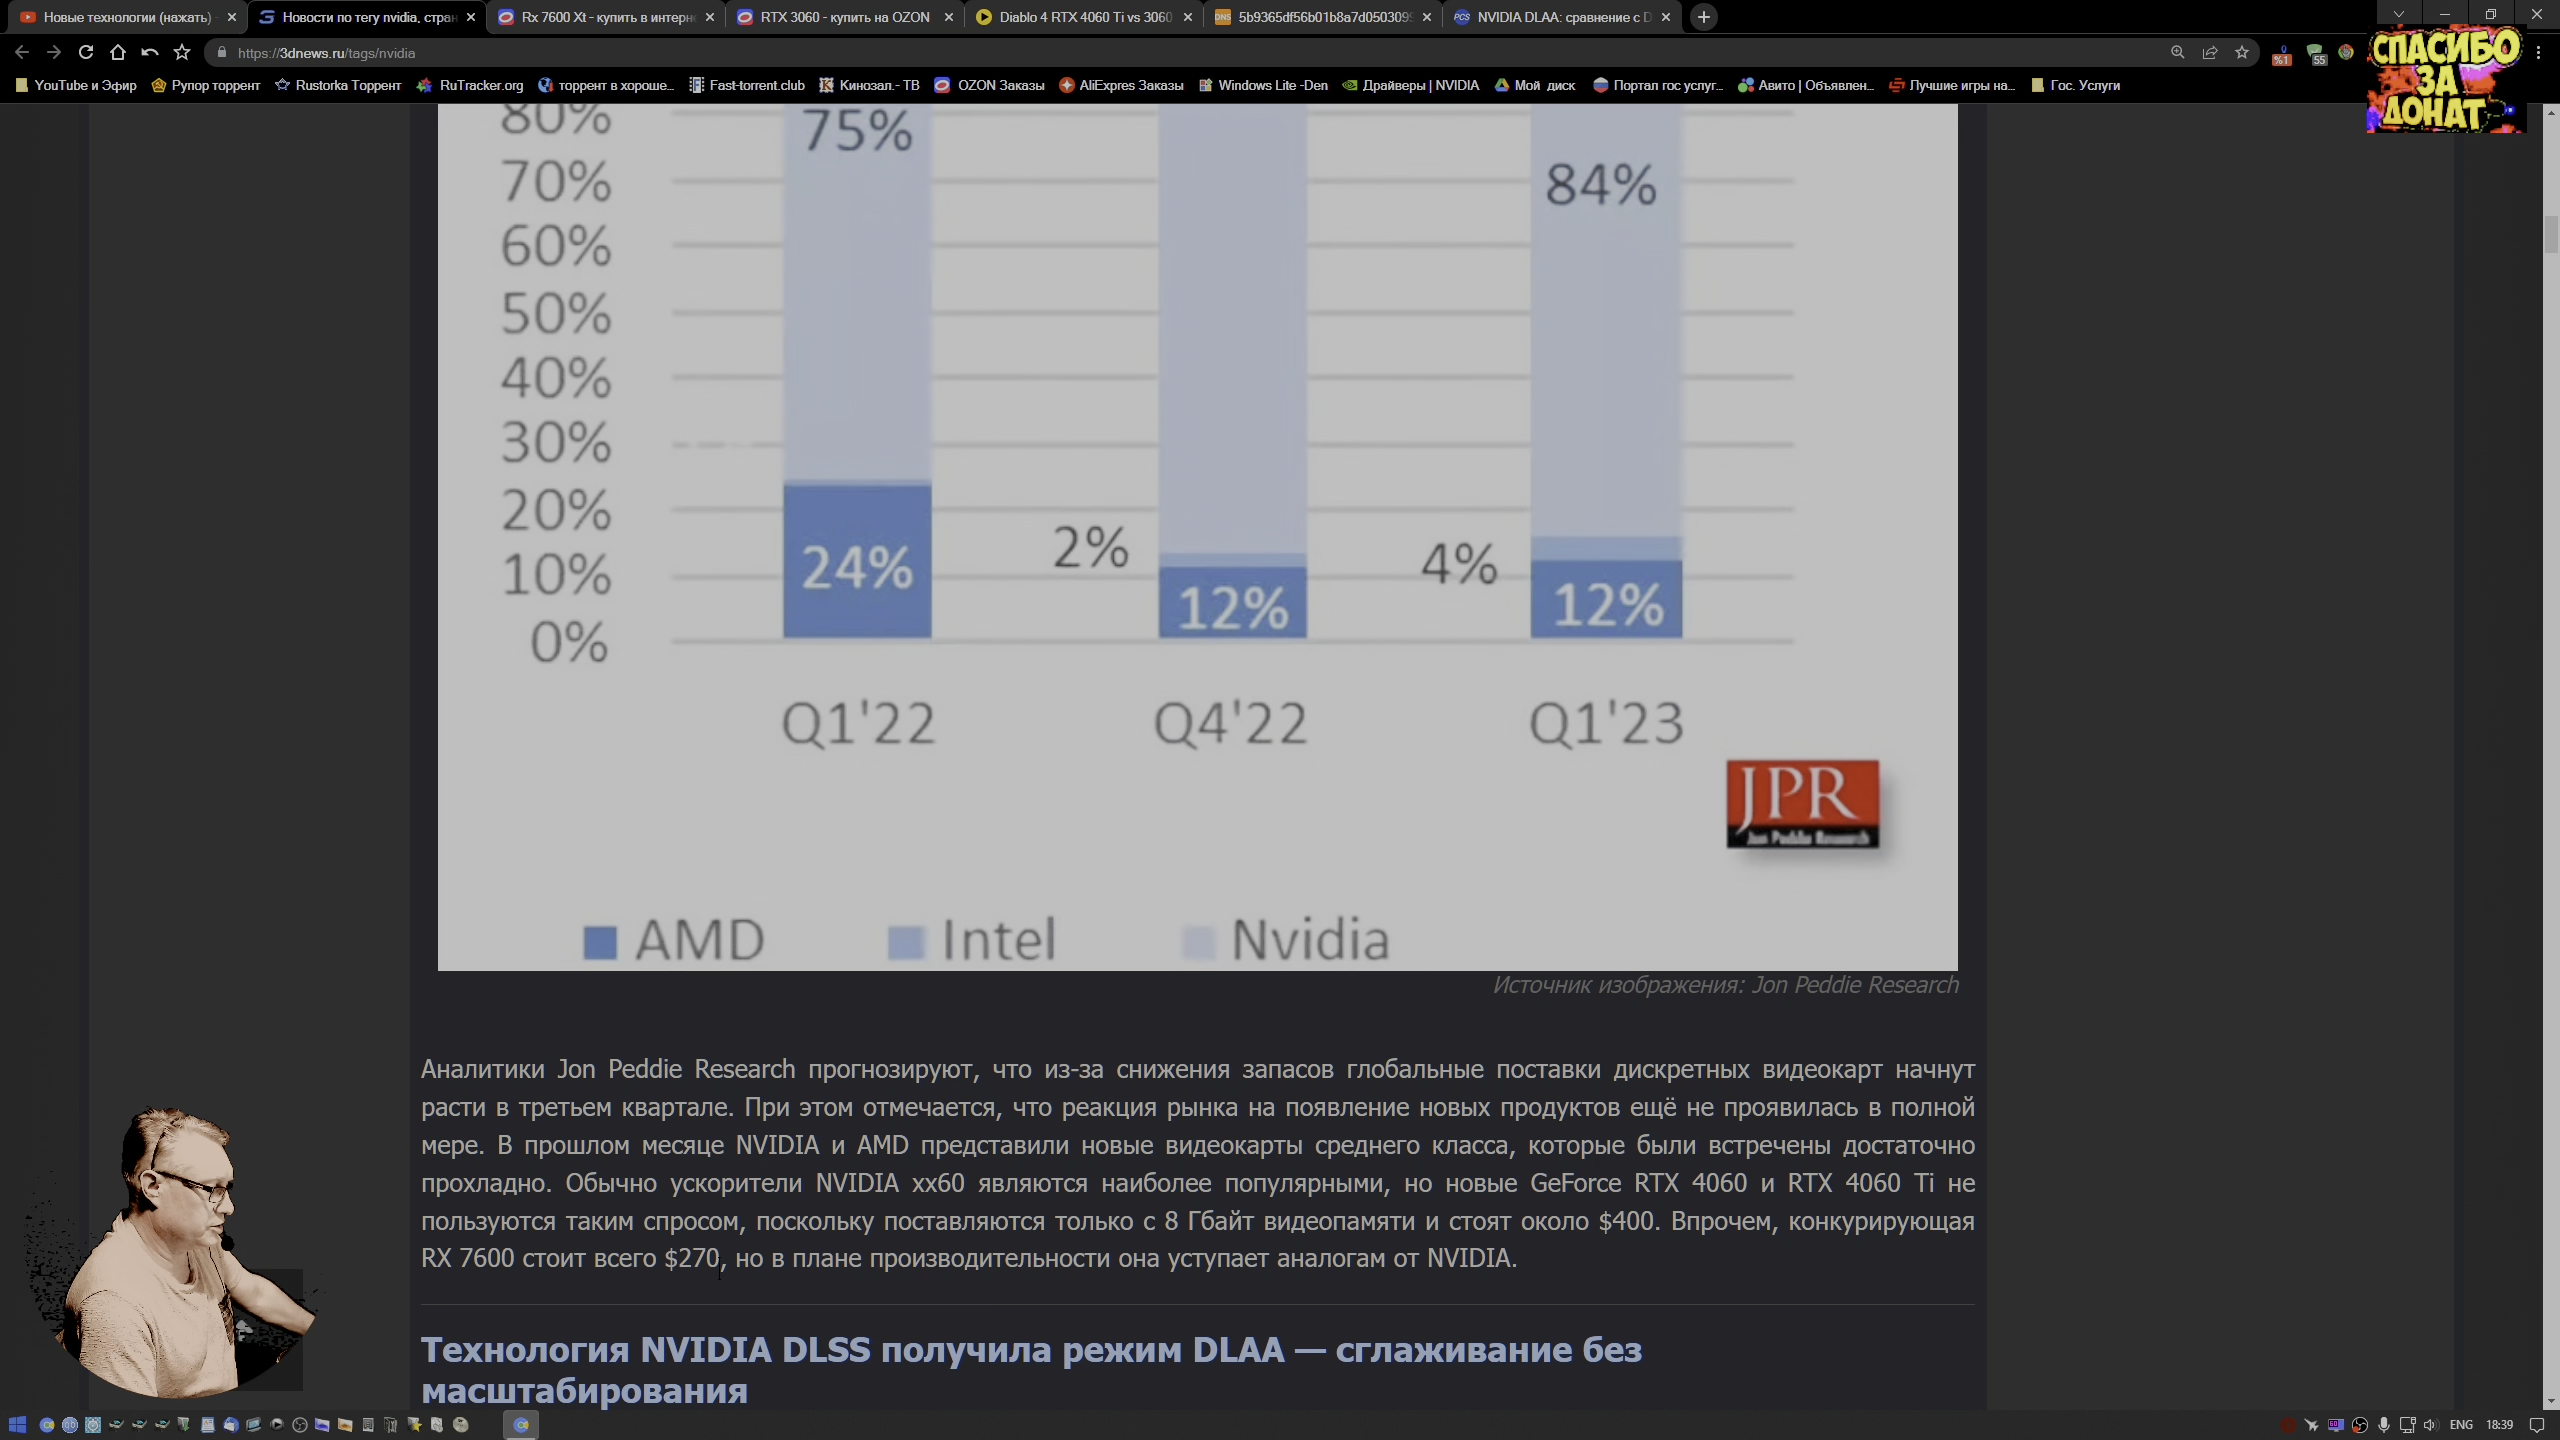 Новые технологии (нажать) -
Новости по тегу nvidia, стран
Rx 7600 Xt - купить в интерн
RTX 3060 - купить на OZON
Diablo 4 RTX 4060 Ti vs 3060
5b9365df56b01b8a7d050309
NVIDIA DLAA: сравнение с D
https://3dnews.ru/tags/nvidia
YouTube и Эфир
Рупор торрент
Rustorka Торрент
RuTracker.org
торрент в хороше...
Fast-torrent.club
Кинозал.- ТВ
OZON Заказы
AliExpres Заказы
Windows Lite -Den
Драйверы | NVIDIA
Мой диск
Портал гос услуг...
Авито | Объявлен...
Лучшие игры на...
Гос. Услуги
СПАСИБО
ЗА
ДОНАТ
80%
70%
60%
50%
40%
30%
20%
10%
0%
75%
84%
24%
2%
12%
4%
12%
Q1'22
Q4'22
Q1'23
JPR
Jon Peddie Research
AMD
Intel
Nvidia
Источник изображения: Jon Peddie Research
Аналитики Jon Peddie Research прогнозируют, что из-за снижения запасов глобальные поставки дискретных видеокарт начнут
расти в третьем квартале. При этом отмечается, что реакция рынка на появление новых продуктов ещё не проявилась в полной
мере. В прошлом месяце NVIDIA и AMD представили новые видеокарты среднего класса, которые были встречены достаточно
прохладно. Обычно ускорители NVIDIA xx60 являются наиболее популярными, но новые GeForce RTX 4060 и RTX 4060 Ti не
пользуются таким спросом, поскольку поставляются только с 8 Гбайт видеопамяти и стоят около $400. Впрочем, конкурирующая
RX 7600 стоит всего $270, но в плане производительности она уступает аналогам от NVIDIA.
Технология NVIDIA DLSS получила режим DLAA — сглаживание без
масштабирования
ENG
18:39